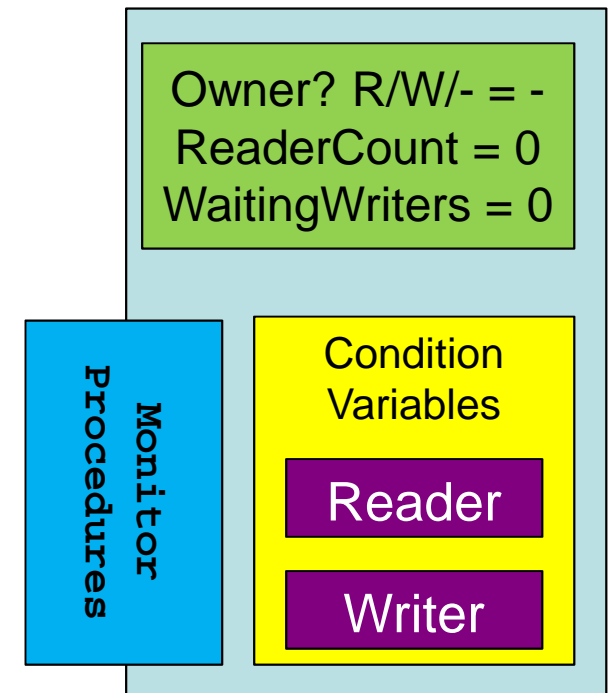 Owner? R/W/- = -
ReaderCount = 0
WaitingWriters = 0
Monitor
Procedures
Condition
Variables
Reader
Writer